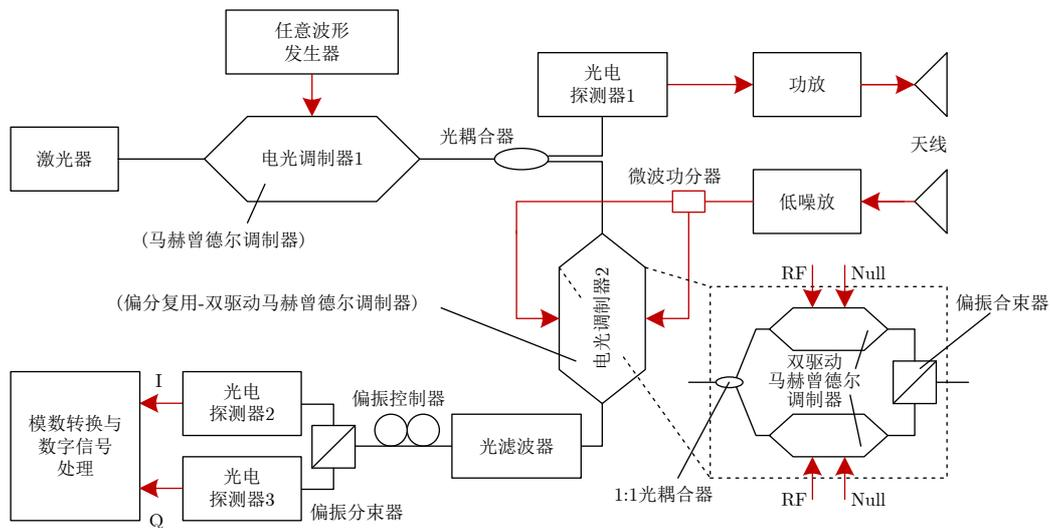 任意波形
发生器
激光器
电光调制器1
(马赫曾德尔调制器)
光耦合器
光电
探测器1
功放
天线
微波功分器
低噪放
电光调制器2
(偏分复用-双驱动马赫曾德尔调制器)
RF
Null
偏振合束器
双驱动
马赫曾德尔
调制器
1:1光耦合器
RF
Null
模数转换与
数字信号
处理
I
Q
光电
探测器2
光电
探测器3
偏振控制器
偏振分束器
光滤波器